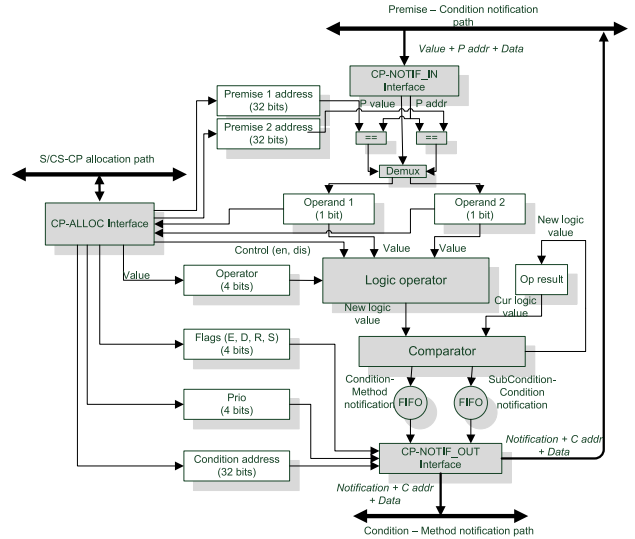 Premise – Condition notification
path
Value + P addr + Data
CP-NOTIF_IN
Interface
P value
P addr
Premise 1 address
(32 bits)
Premise 2 address
(32 bits)
==
==
Demux
S/CS-CP allocation path
CP-ALLOC Interface
Operand 1
(1 bit)
Operand 2
(1 bit)
New logic
value
Control (en, dis)
Value
Value
Value
Operator
(4 bits)
Logic operator
Op result
New logic
value
Cur logic
value
Flags (E, D, R, S)
(4 bits)
Comparator
Condition-
Method
notification
SubCondition-
Condition
notification
FIFO
FIFO
Prio
(4 bits)
Condition address
(32 bits)
CP-NOTIF_OUT
Interface
Notification + C addr
+ Data
Notification + C addr
+ Data
Condition – Method notification path